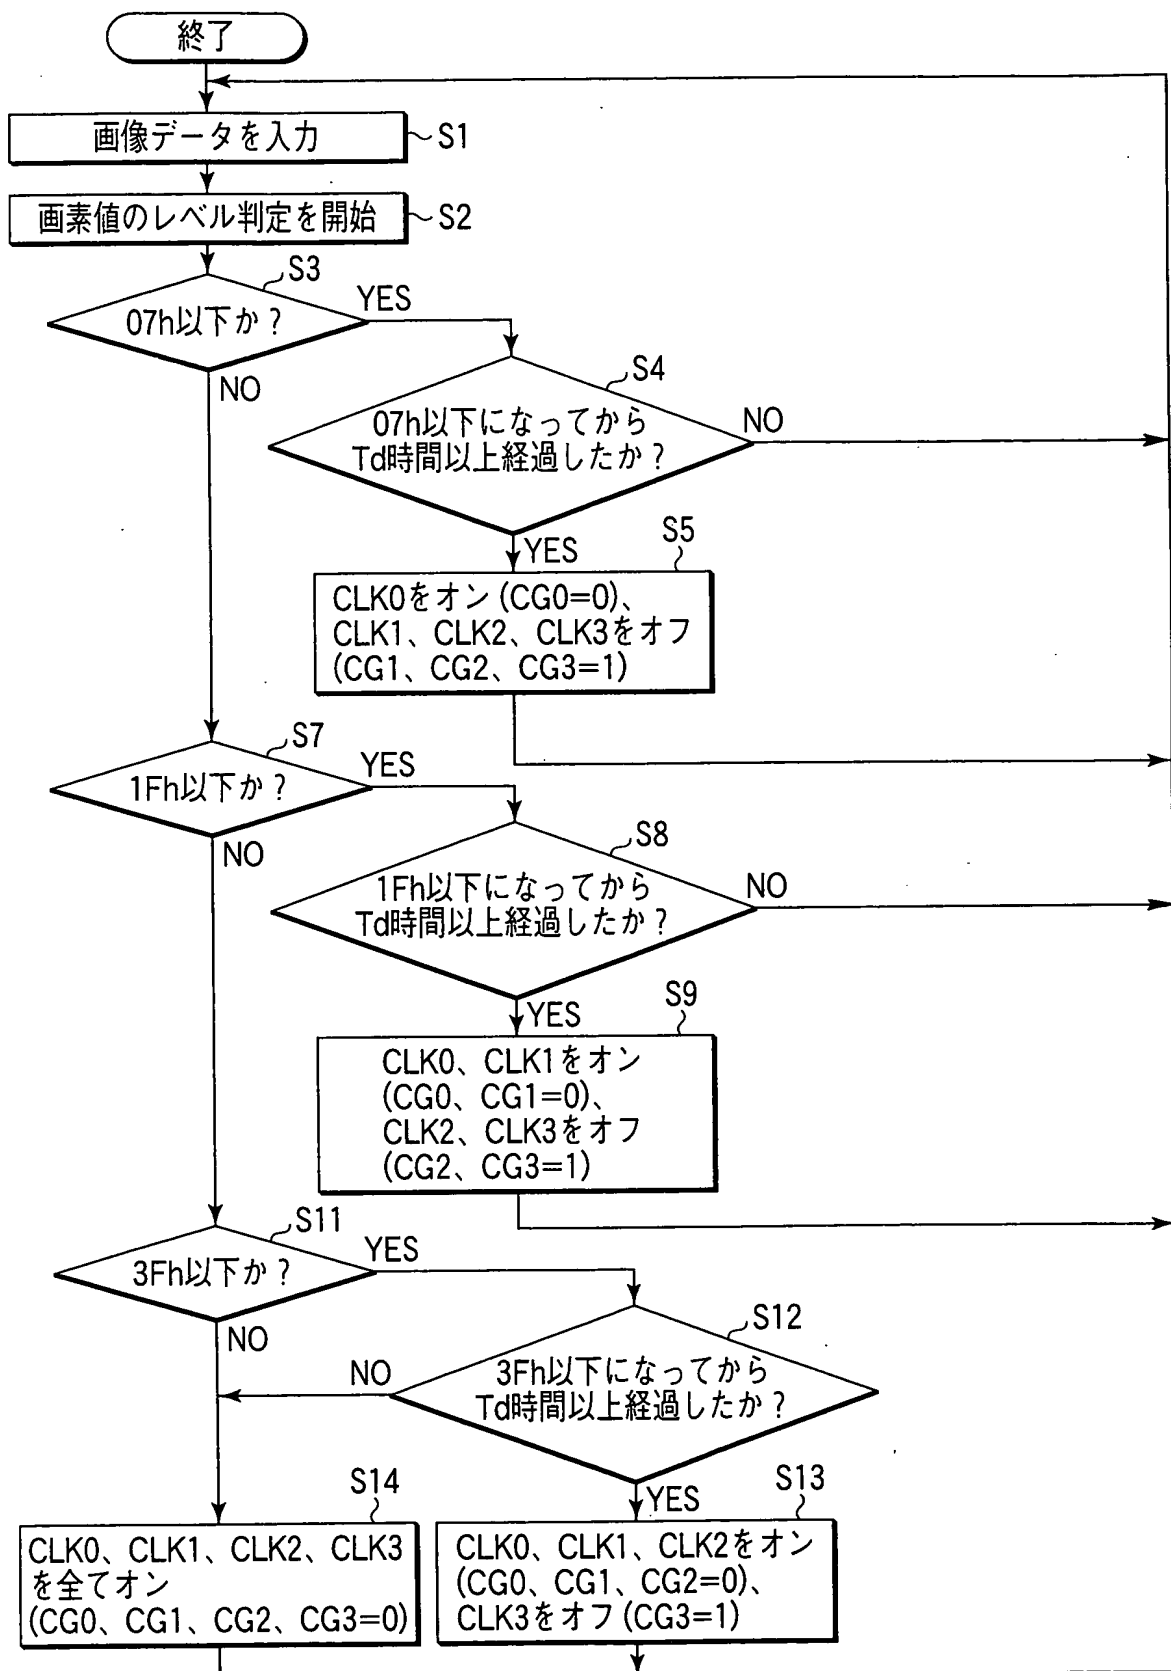 終了
画像データを入力
S1
画素値のレベル判定を開始
S2
S3
07h以下か?
YES
NO
S4
07h以下になってから
Td時間以上経過したか?
NO
YES
S5
CLK0をオン(CG0=0)、
CLK1、CLK2、CLK3をオフ
(CG1、CG2、CG3=1)
S7
1Fh以下か?
YES
NO
S8
1Fh以下になってから
Td時間以上経過したか?
NO
YES
S9
CLK0、CLK1をオン
(CG0、CG1=0)、
CLK2、CLK3をオフ
(CG2、CG3=1)
S11
3Fh以下か?
YES
NO
S12
3Fh以下になってから
Td時間以上経過したか?
NO
YES
S14
CLK0、CLK1、CLK2、CLK3
を全てオン
(CG0、CG1、CG2、CG3=0)
S13
CLK0、CLK1、CLK2をオン
(CG0、CG1、CG2=0)、
CLK3をオフ(CG3=1)